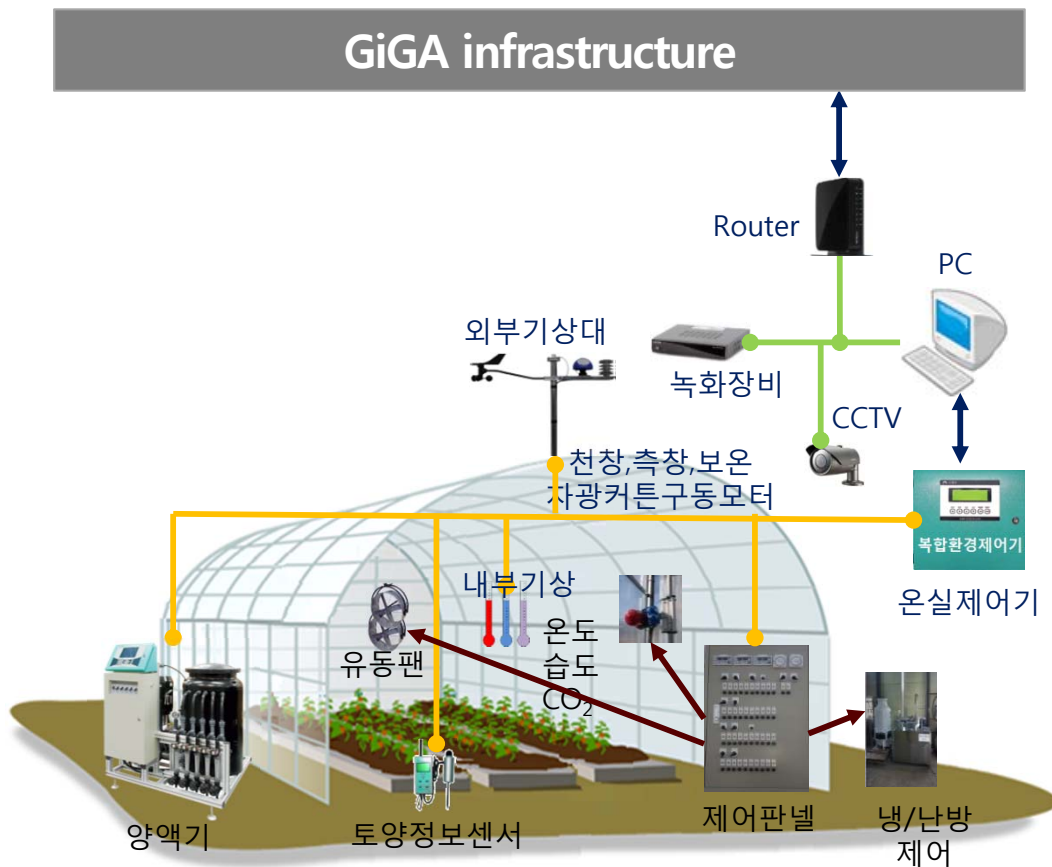 GiGA infrastructure
Router
PC
외부기상대
녹화장비
CCTV
천창,측창,보온
차광커튼구동모터
복합환경제어기
온실제어기
내부기상
온도
습도
CO₂
유동팬
양액기
토양정보센서
제어판넬
냉/난방
제어